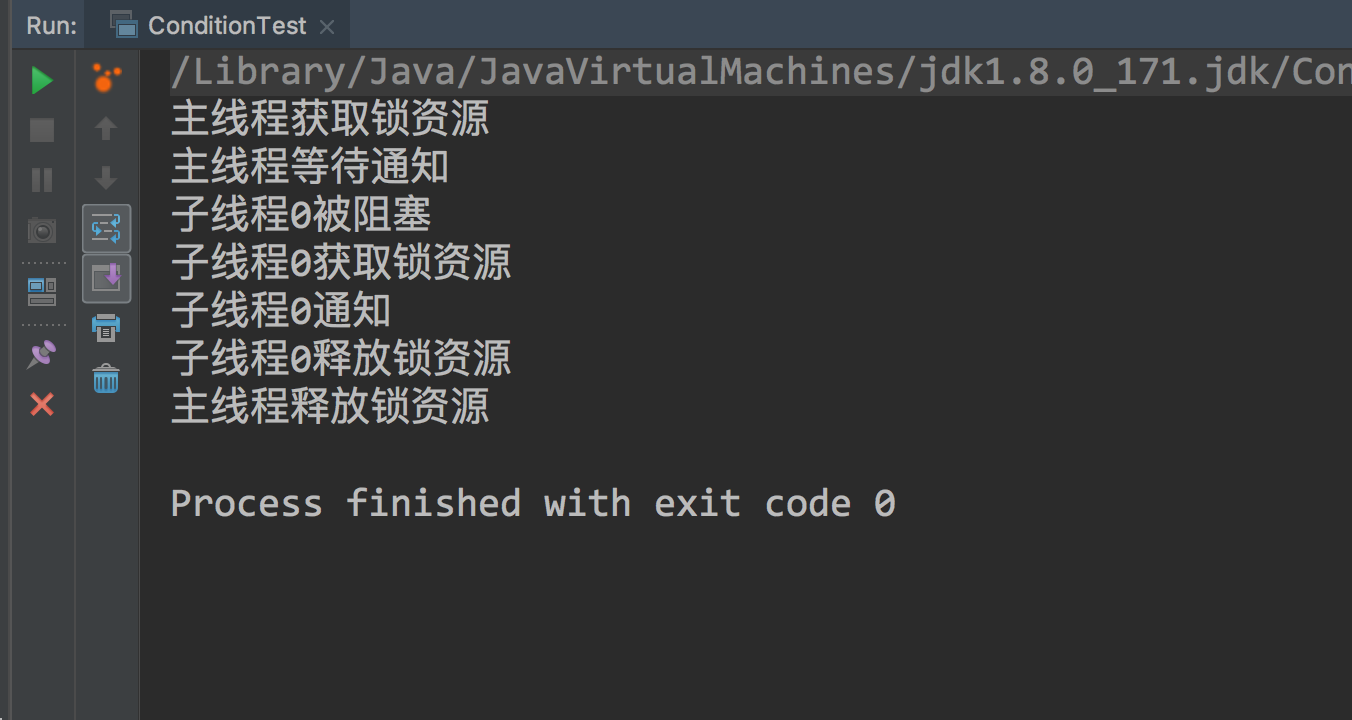 Run: ConditionTest
/Library/Java/JavaVirtualMachines/jdk1.8.0_171.jdk/Con
主线程获取锁资源
主线程等待通知
子线程0被阻塞
子线程0获取锁资源
子线程0通知
子线程0释放锁资源
主线程释放锁资源
Process finished with exit code 0